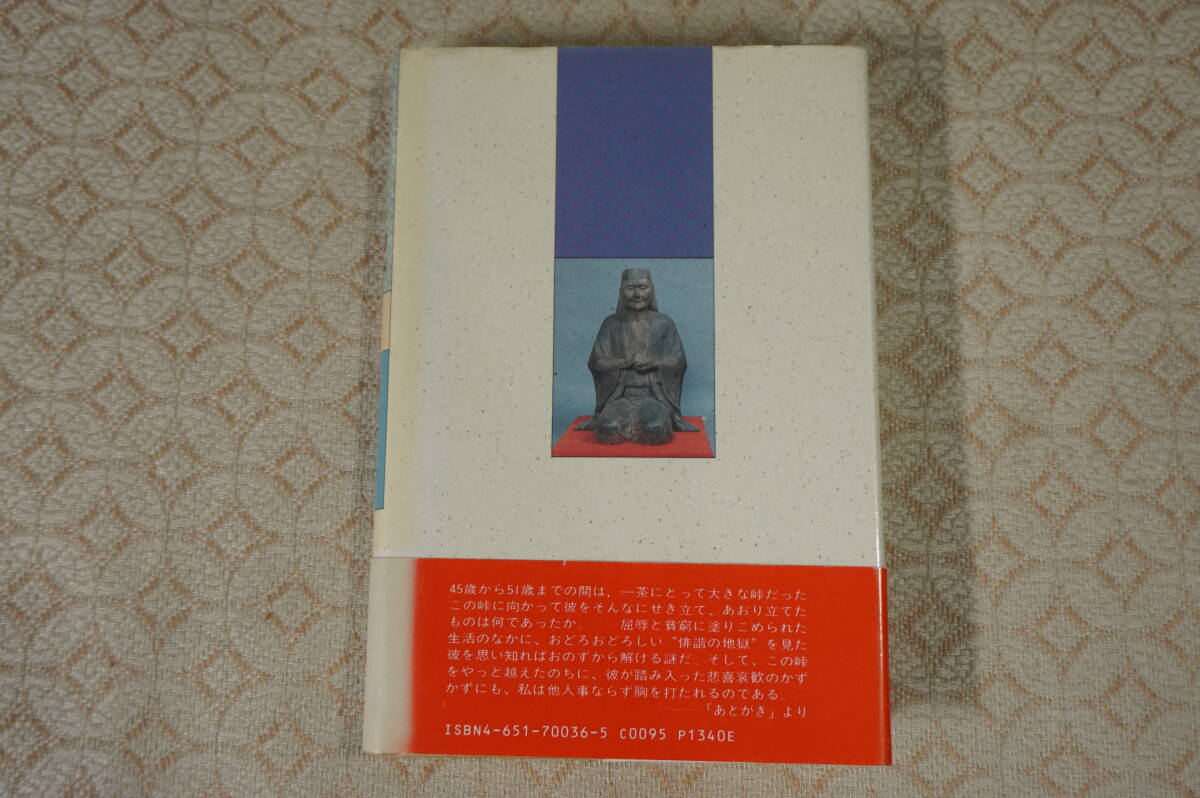 45歳から51歳までの間は、一茶にとって大きな峠だった。
この峠に向かって彼をそんなにせき立て、あおり立てた
ものは何であったか。――屈辱と貧窮に塗りこめられた
生活のなかに、おどろおどろしい“俳諧の地獄”を見た
彼を思い知ればおのずから解ける謎だ。そして、この峠
をやっと越えたのちに、彼が踏み入った悲喜哀歓のかず
かずにも、私は他人事ならず胸を打たれるのである。
――「あとがき」より
ISBN4-651-70036-5 C0095 P1340E